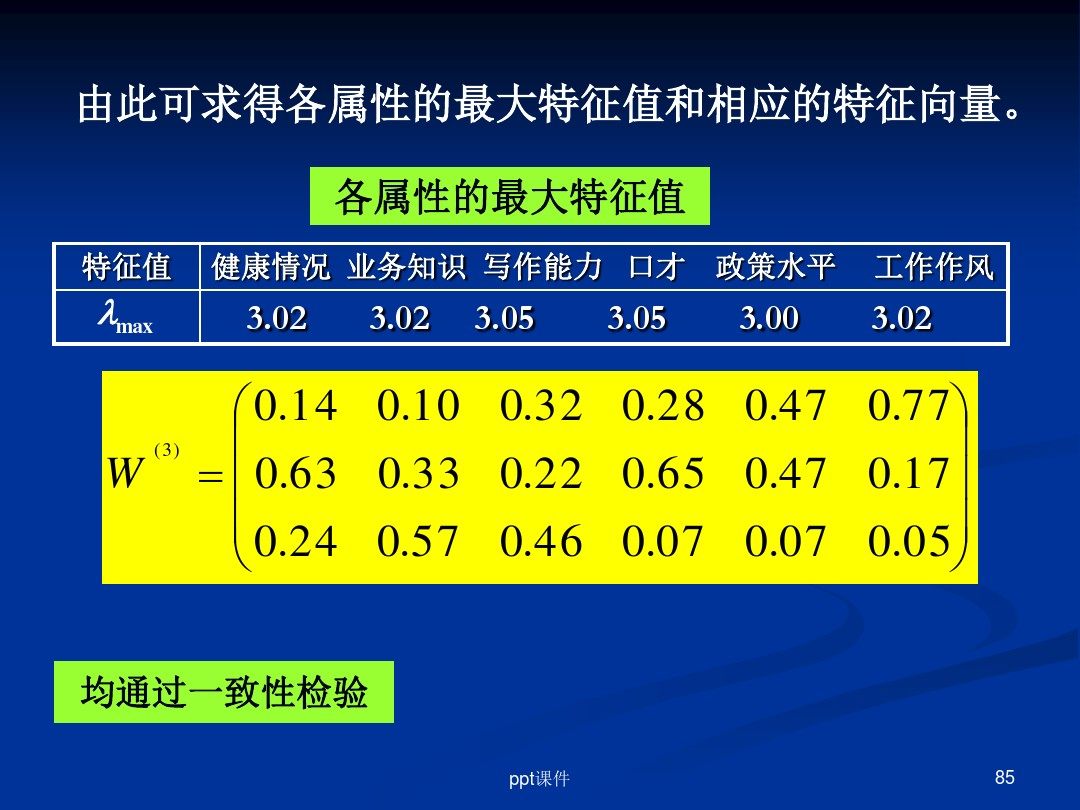 由此可求得各属性的最大特征值和相应的特征向量。
各属性的最大特征值
特征值 健康情况 业务知识 写作能力 口才 政策水平 工作作风
λmax 3.02 3.02 3.05 3.05 3.00 3.02
0.14 0.10 0.32 0.28 0.47 0.77
W (3) = 0.63 0.33 0.22 0.65 0.47 0.17
0.24 0.57 0.46 0.07 0.07 0.05
均通过一致性检验
ppt课件 85